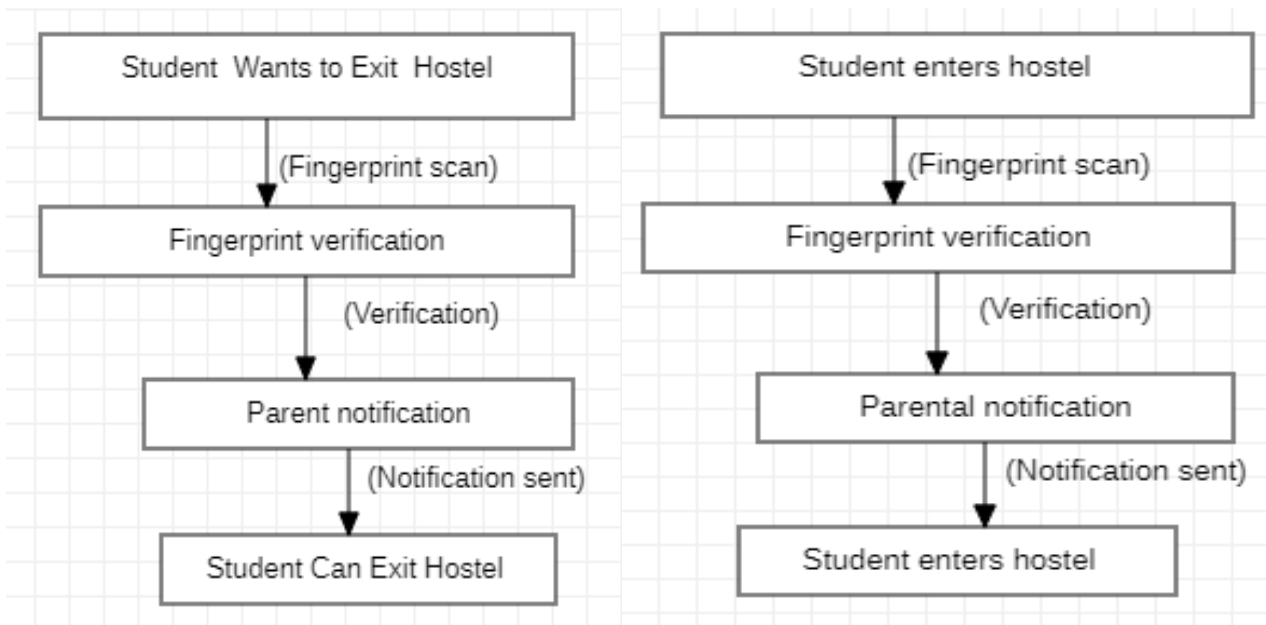 Student Wants to Exit Hostel
(Fingerprint scan)
Fingerprint verification
(Verification)
Parent notification
(Notification sent)
Student Can Exit Hostel
Student enters hostel
(Fingerprint scan)
Fingerprint verification
(Verification)
Parental notification
(Notification sent)
Student enters hostel